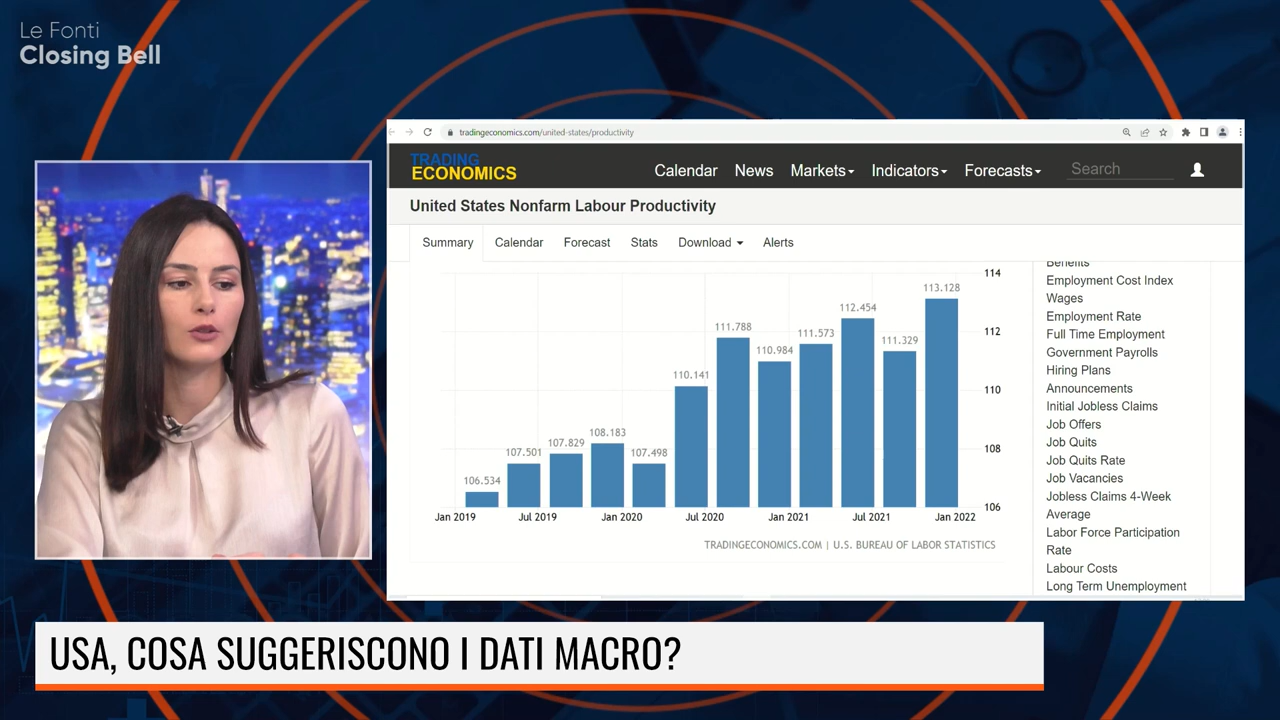 Le Fonti
Closing Bell
tradingeconomics.com/united-states/productivity
TRADING
ECONOMICS
Calendar News Markets Indicators Forecasts Search
United States Nonfarm Labour Productivity
Summary Calendar Forecast Stats Download Alerts
114
112
110
108
106
106.534
107.501
107.829
108.183
107.498
110.141
111.788
110.984
111.573
112.454
111.329
113.128
Jan 2019 Jul 2019 Jan 2020 Jul 2020 Jan 2021 Jul 2021 Jan 2022
TRADINGECONOMICS.COM | U.S. BUREAU OF LABOR STATISTICS
Benefits
Employment Cost Index
Wages
Employment Rate
Full Time Employment
Government Payrolls
Hiring Plans
Announcements
Initial Jobless Claims
Job Offers
Job Quits
Job Quits Rate
Job Vacancies
Jobless Claims 4-Week
Average
Labor Force Participation
Rate
Labour Costs
Long Term Unemployment
USA, COSA SUGGERISCONO I DATI MACRO?